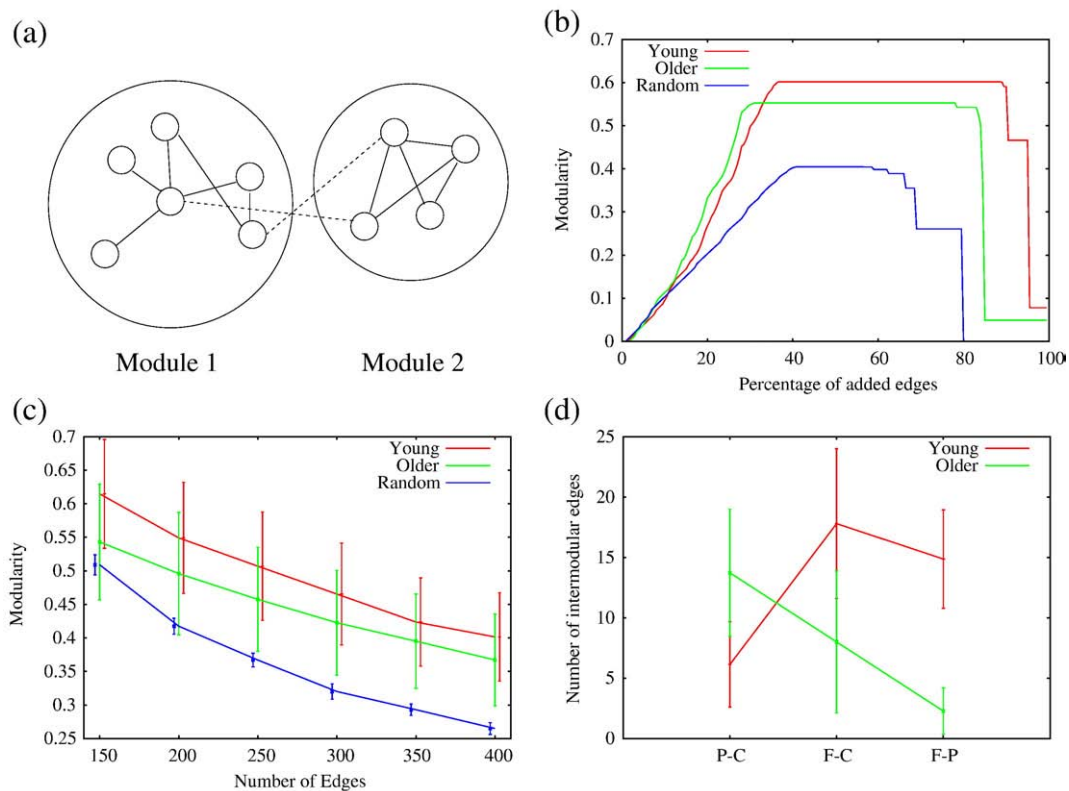 (a)
Module 1 Module 2
(b)
Young
Older
Random
0.7
0.6
0.5
0.4
0.3
0.2
0.1
0
Modularity
0 20 40 60 80 100
Percentage of added edges
(c)
Young
Older
Random
0.7
0.65
0.6
0.55
0.5
0.45
0.4
0.35
0.3
0.25
Modularity
150 200 250 300 350 400
Number of Edges
(d)
Young
Older
25
20
15
10
5
0
Number of intermodular edges
P-C F-C F-P